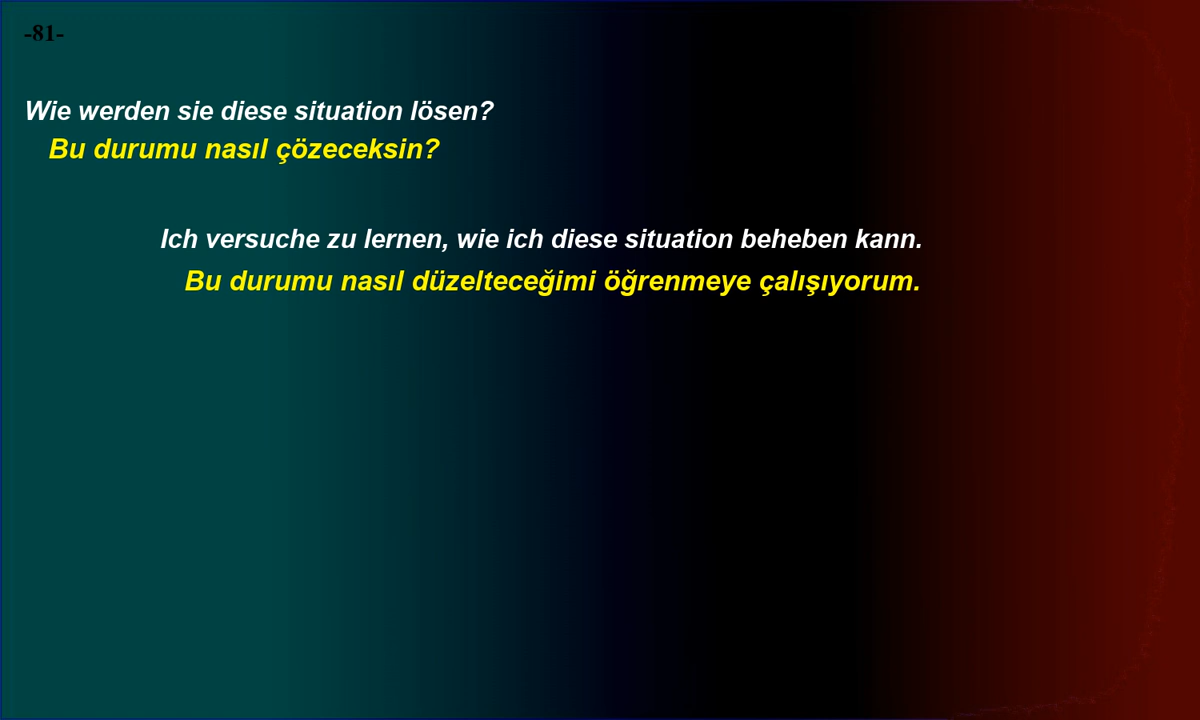 -81-
Wie werden sie diese situation lösen?
Bu durumu nasıl çözeceksin?
Ich versuche zu lernen, wie ich diese situation beheben kann.
Bu durumu nasıl düzelteceğimi öğrenmeye çalışıyorum.